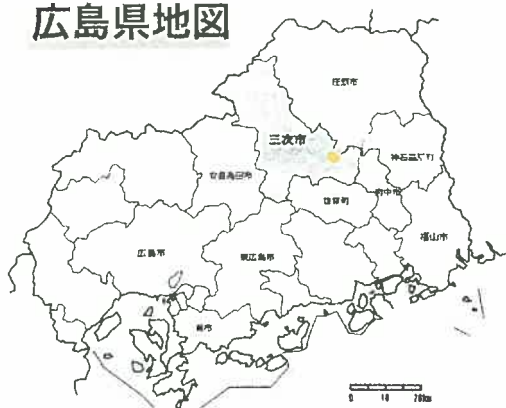 広島県地図
庄原市
三次市
神石高原町
安芸高田市
府中市
世羅町
福山市
広島市
東広島市
呉市
0 10 20km